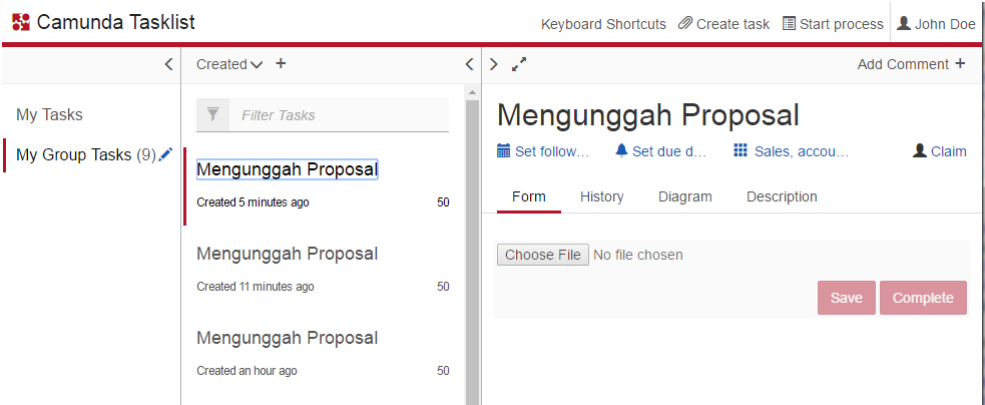 Camunda Tasklist
Keyboard Shortcuts Create task Start process John Doe
Created +
Add Comment +
My Tasks
My Group Tasks (9)
Filter Tasks
Mengunggah Proposal
Created 5 minutes ago 50
Mengunggah Proposal
Created 11 minutes ago 50
Mengunggah Proposal
Created an hour ago 50
Mengunggah Proposal
Set follow... Set due d... Sales, accou... Claim
Form History Diagram Description
Choose File No file chosen
Save Complete